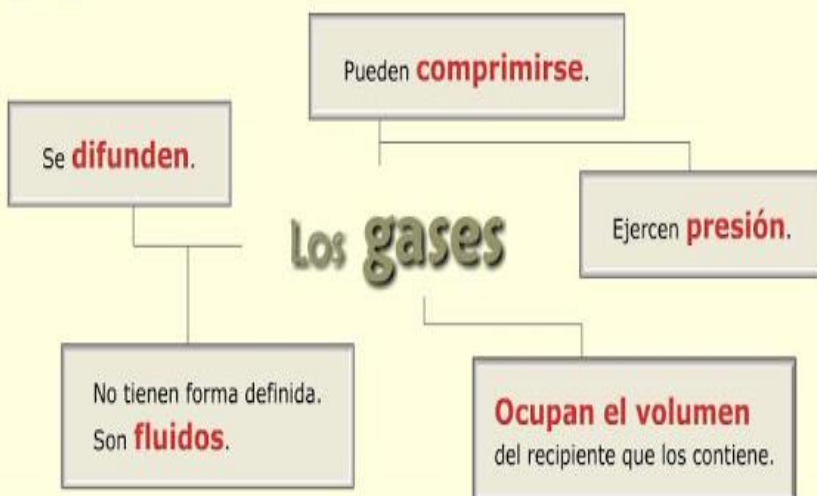 Pueden comprimirse.
Se difunden.
Ejercen presión.
Los gases
No tienen forma definida.
Son fluidos.
Ocupan el volumen
del recipiente que los contiene.